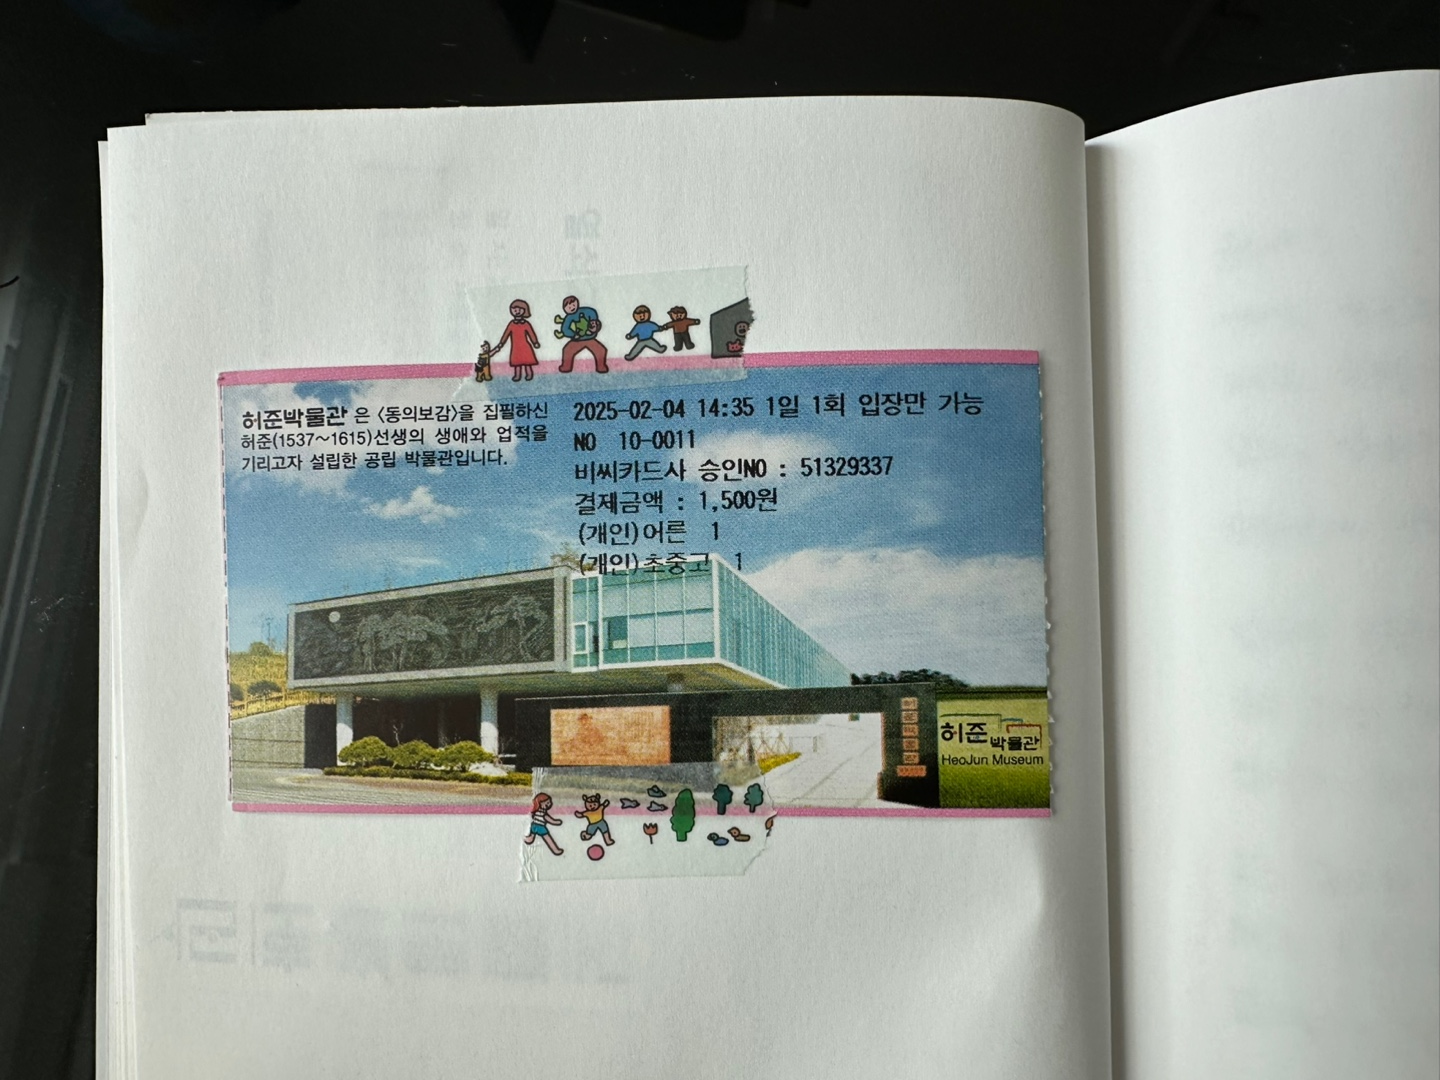 허준박물관 은 <동의보감>을 집필하신
허준(1537~1615)선생의 생애와 업적을
기리고자 설립한 공립 박물관입니다.
2025-02-04 14:35 1일 1회 입장만 가능
NO 10-0011
비씨카드사 승인NO : 51329337
결제금액 : 1,500원
(개인)어른 1
(개인)초중고 1
허준박물관
허준
박물관
HeoJun Museum